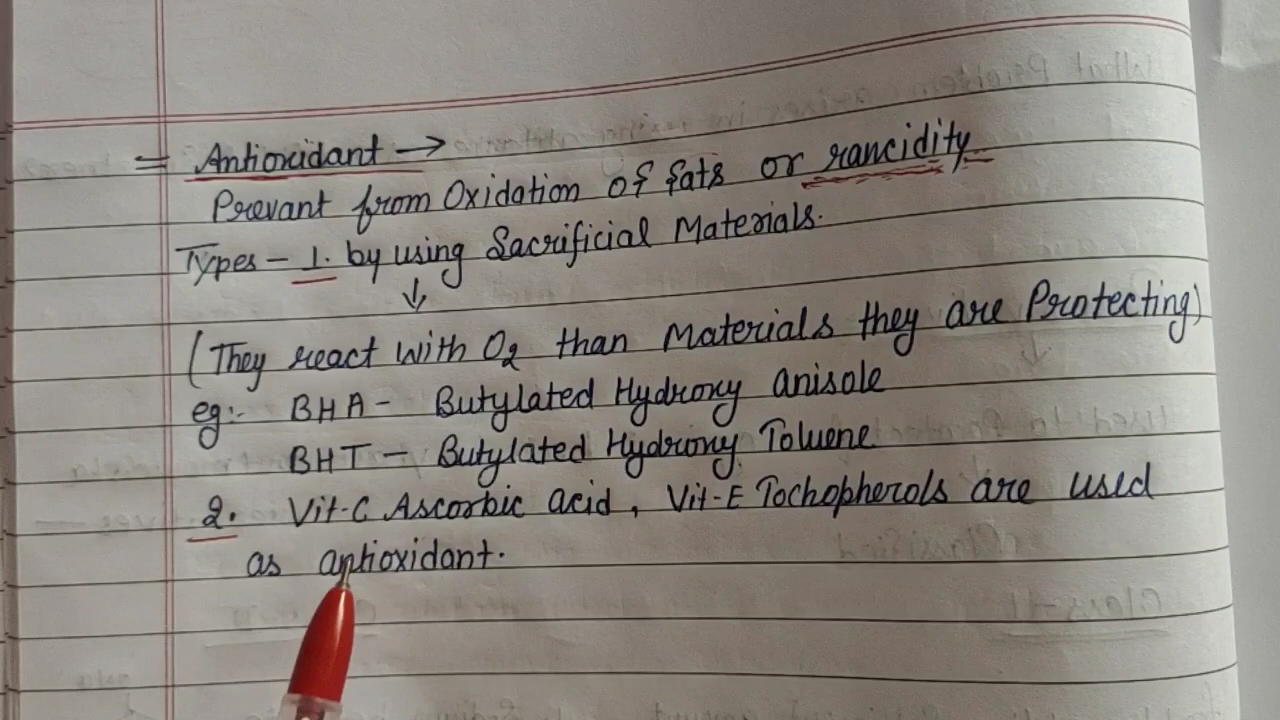 = Antioxidant →
Prevant from Oxidation of fats or rancidity
Types - 1. by using Sacrificial Materials.
↓
(They react with O₂ than Materials they are Protecting)
eg:- BHA - Butylated Hydroxy anisole
BHT - Butylated Hydroxy Toluene
2. Vit-C Ascorbic acid, Vit-E Tochopherols are used
as antioxidant.